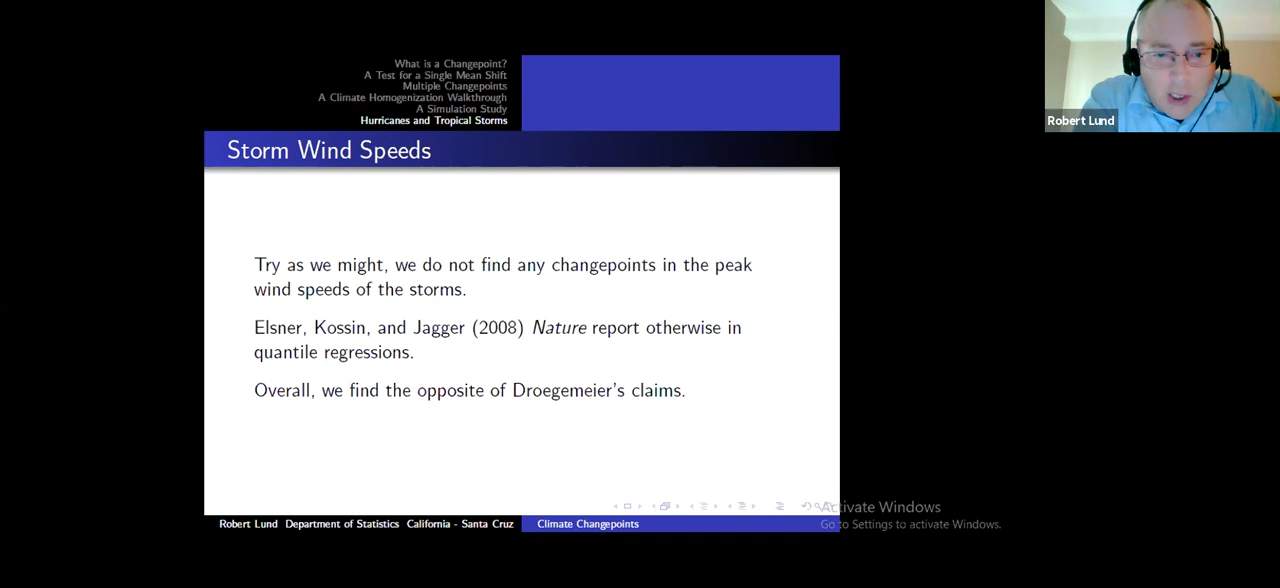 What is a Changepoint?
A Test for a Single Mean Shift
Multiple Changepoints
A Climate Homogenization Walkthrough
A Simulation Study
Hurricanes and Tropical Storms
Robert Lund
Storm Wind Speeds
Try as we might, we do not find any changepoints in the peak
wind speeds of the storms.
Elsner, Kossin, and Jagger (2008) Nature report otherwise in
quantile regressions.
Overall, we find the opposite of Droegemeier's claims.
Activate Windows
Go to Settings to activate Windows.
Robert Lund Department of Statistics California - Santa Cruz
Climate Changepoints